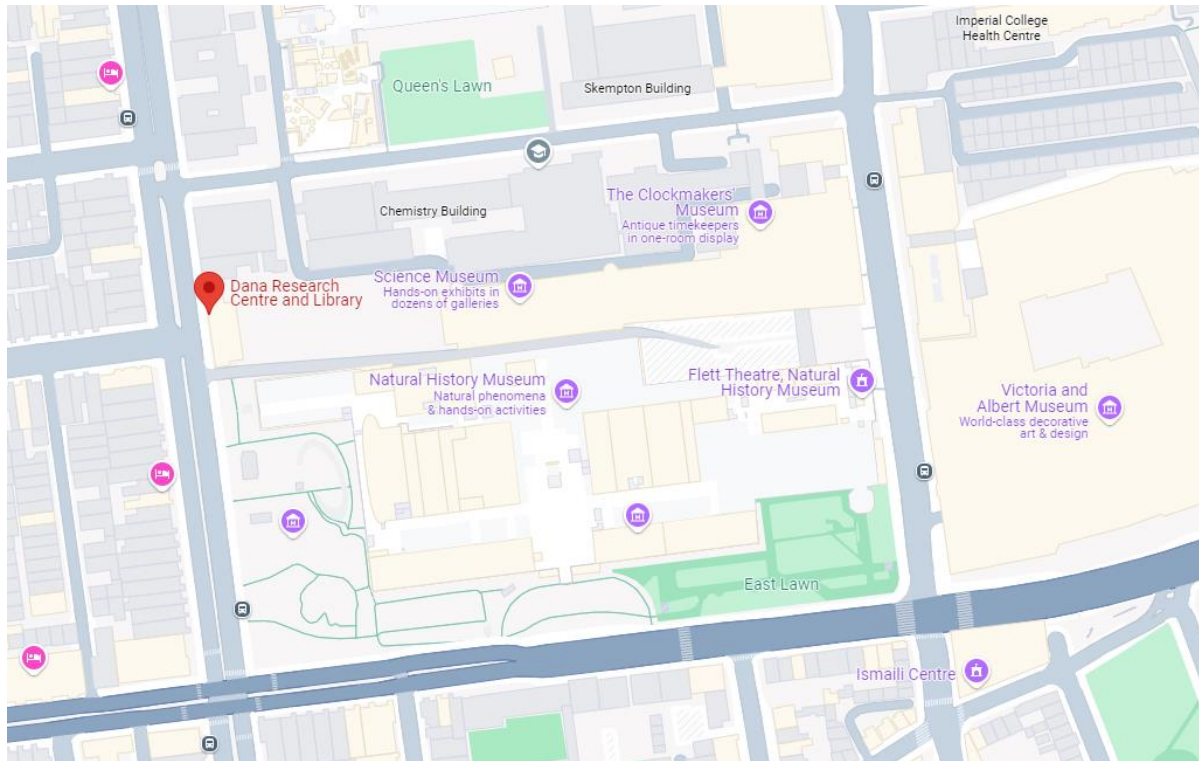 Imperial College
Health Centre
Queen's Lawn
Skempton Building
The Clockmakers'
Museum
Antique timekeepers
in one-room display
Chemistry Building
Science Museum
Hands-on exhibits in
dozens of galleries
Dana Research
Centre and Library
Natural History Museum
Natural phenomena
& hands-on activities
Flett Theatre, Natural
History Museum
Victoria and
Albert Museum
World-class decorative
art & design
East Lawn
Ismaili Centre